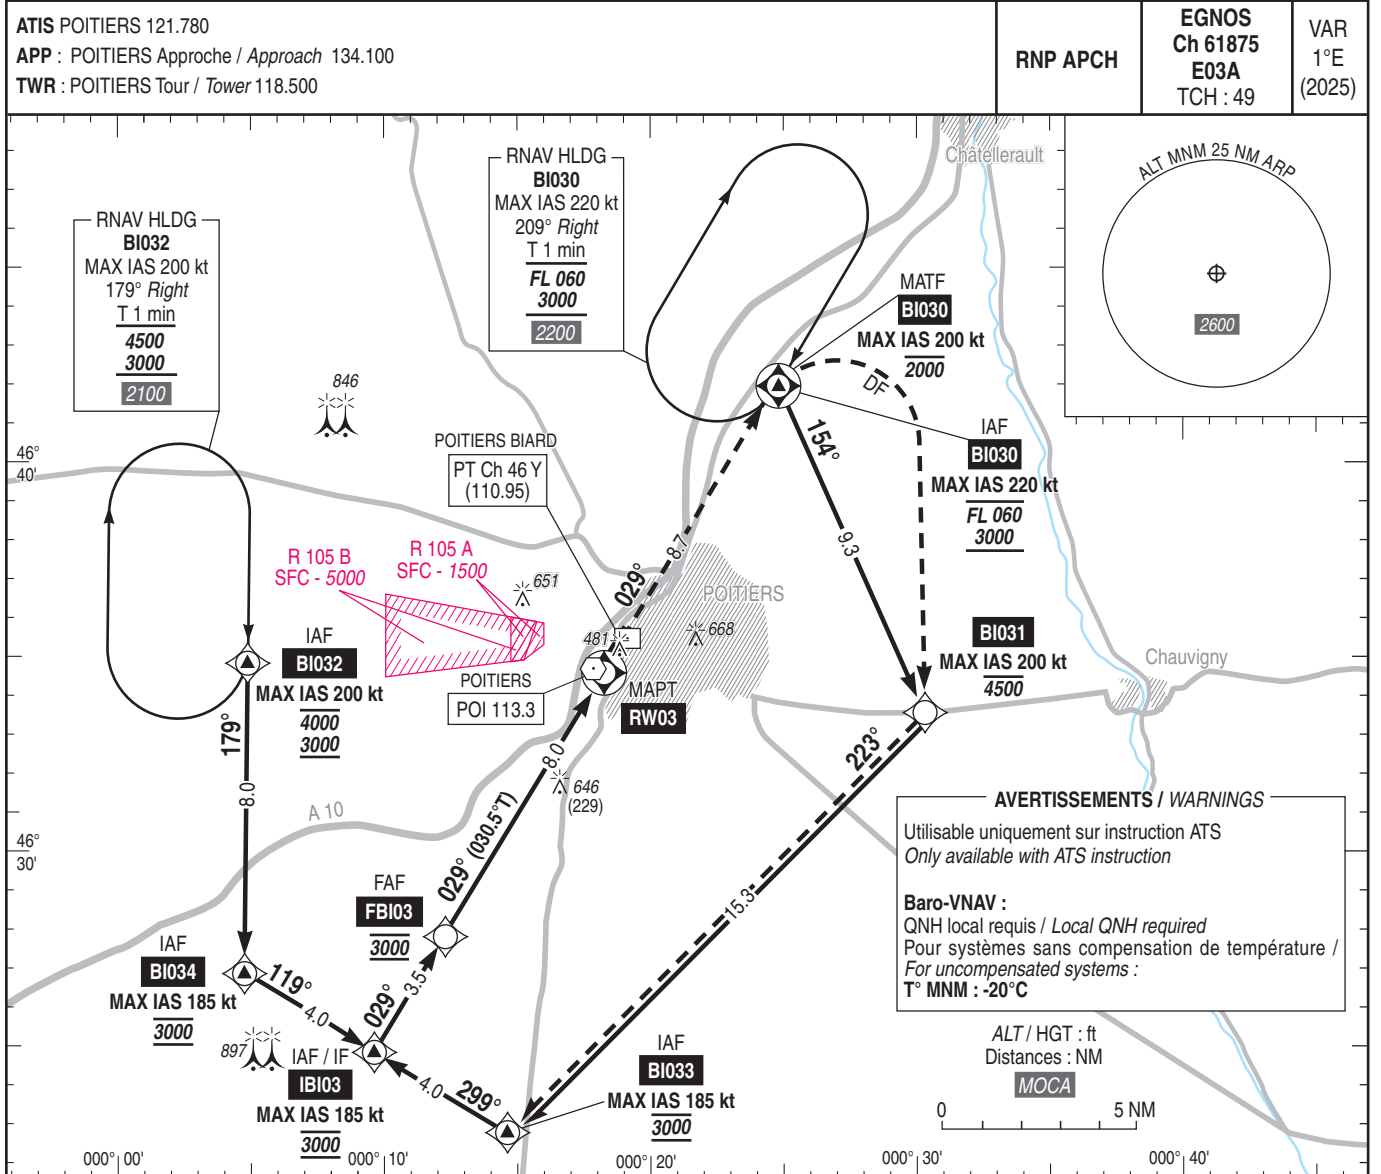 ATIS POITIERS 121.780
APP : POITIERS Approche / Approach 134.100
TWR : POITIERS Tour / Tower 118.500
RNP APCH
EGNOS
Ch 61875
E03A
TCH : 49
VAR
1°E
(2025)
RNAV HLDG
BI032
MAX IAS 200 kt
179° Right
T 1 min
4500
3000
2100
RNAV HLDG
BI030
MAX IAS 220 kt
209° Right
T 1 min
FL 060
3000
2200
Châtellerault
ALT MNM 25 NM ARP
2600
MATF
BI030
MAX IAS 200 kt
2000
DF
846
46°
40'
POITIERS BIARD
PT Ch 46 Y
(110.95)
154°
IAF
BI030
MAX IAS 220 kt
FL 060
3000
9.3
8.7
029°
R 105 B
SFC - 5000
R 105 A
SFC - 1500
651
POITIERS
668
481
IAF
BI032
MAX IAS 200 kt
4000
3000
POITIERS
POI 113.3
MAPT
RW03
BI031
MAX IAS 200 kt
4500
Chauvigny
179°
8.0
8.0
223°
646
(229)
A 10
46°
30'
029° (030.5°T)
15.3
FAF
FBI03
3000
AVERTISSEMENTS / WARNINGS
Utilisable uniquement sur instruction ATS
Only available with ATS instruction
Baro-VNAV :
QNH local requis / Local QNH required
Pour systèmes sans compensation de température /
For uncompensated systems :
T° MNM : -20°C
IAF
BI034
MAX IAS 185 kt
3000
119°
4.0
029°
3.5
897
IAF / IF
IBI03
MAX IAS 185 kt
3000
4.0
299°
IAF
BI033
MAX IAS 185 kt
3000
ALT / HGT : ft
Distances : NM
MOCA
0 5 NM
000° 00' 000° 10' 000° 20' 000° 30' 000° 40'